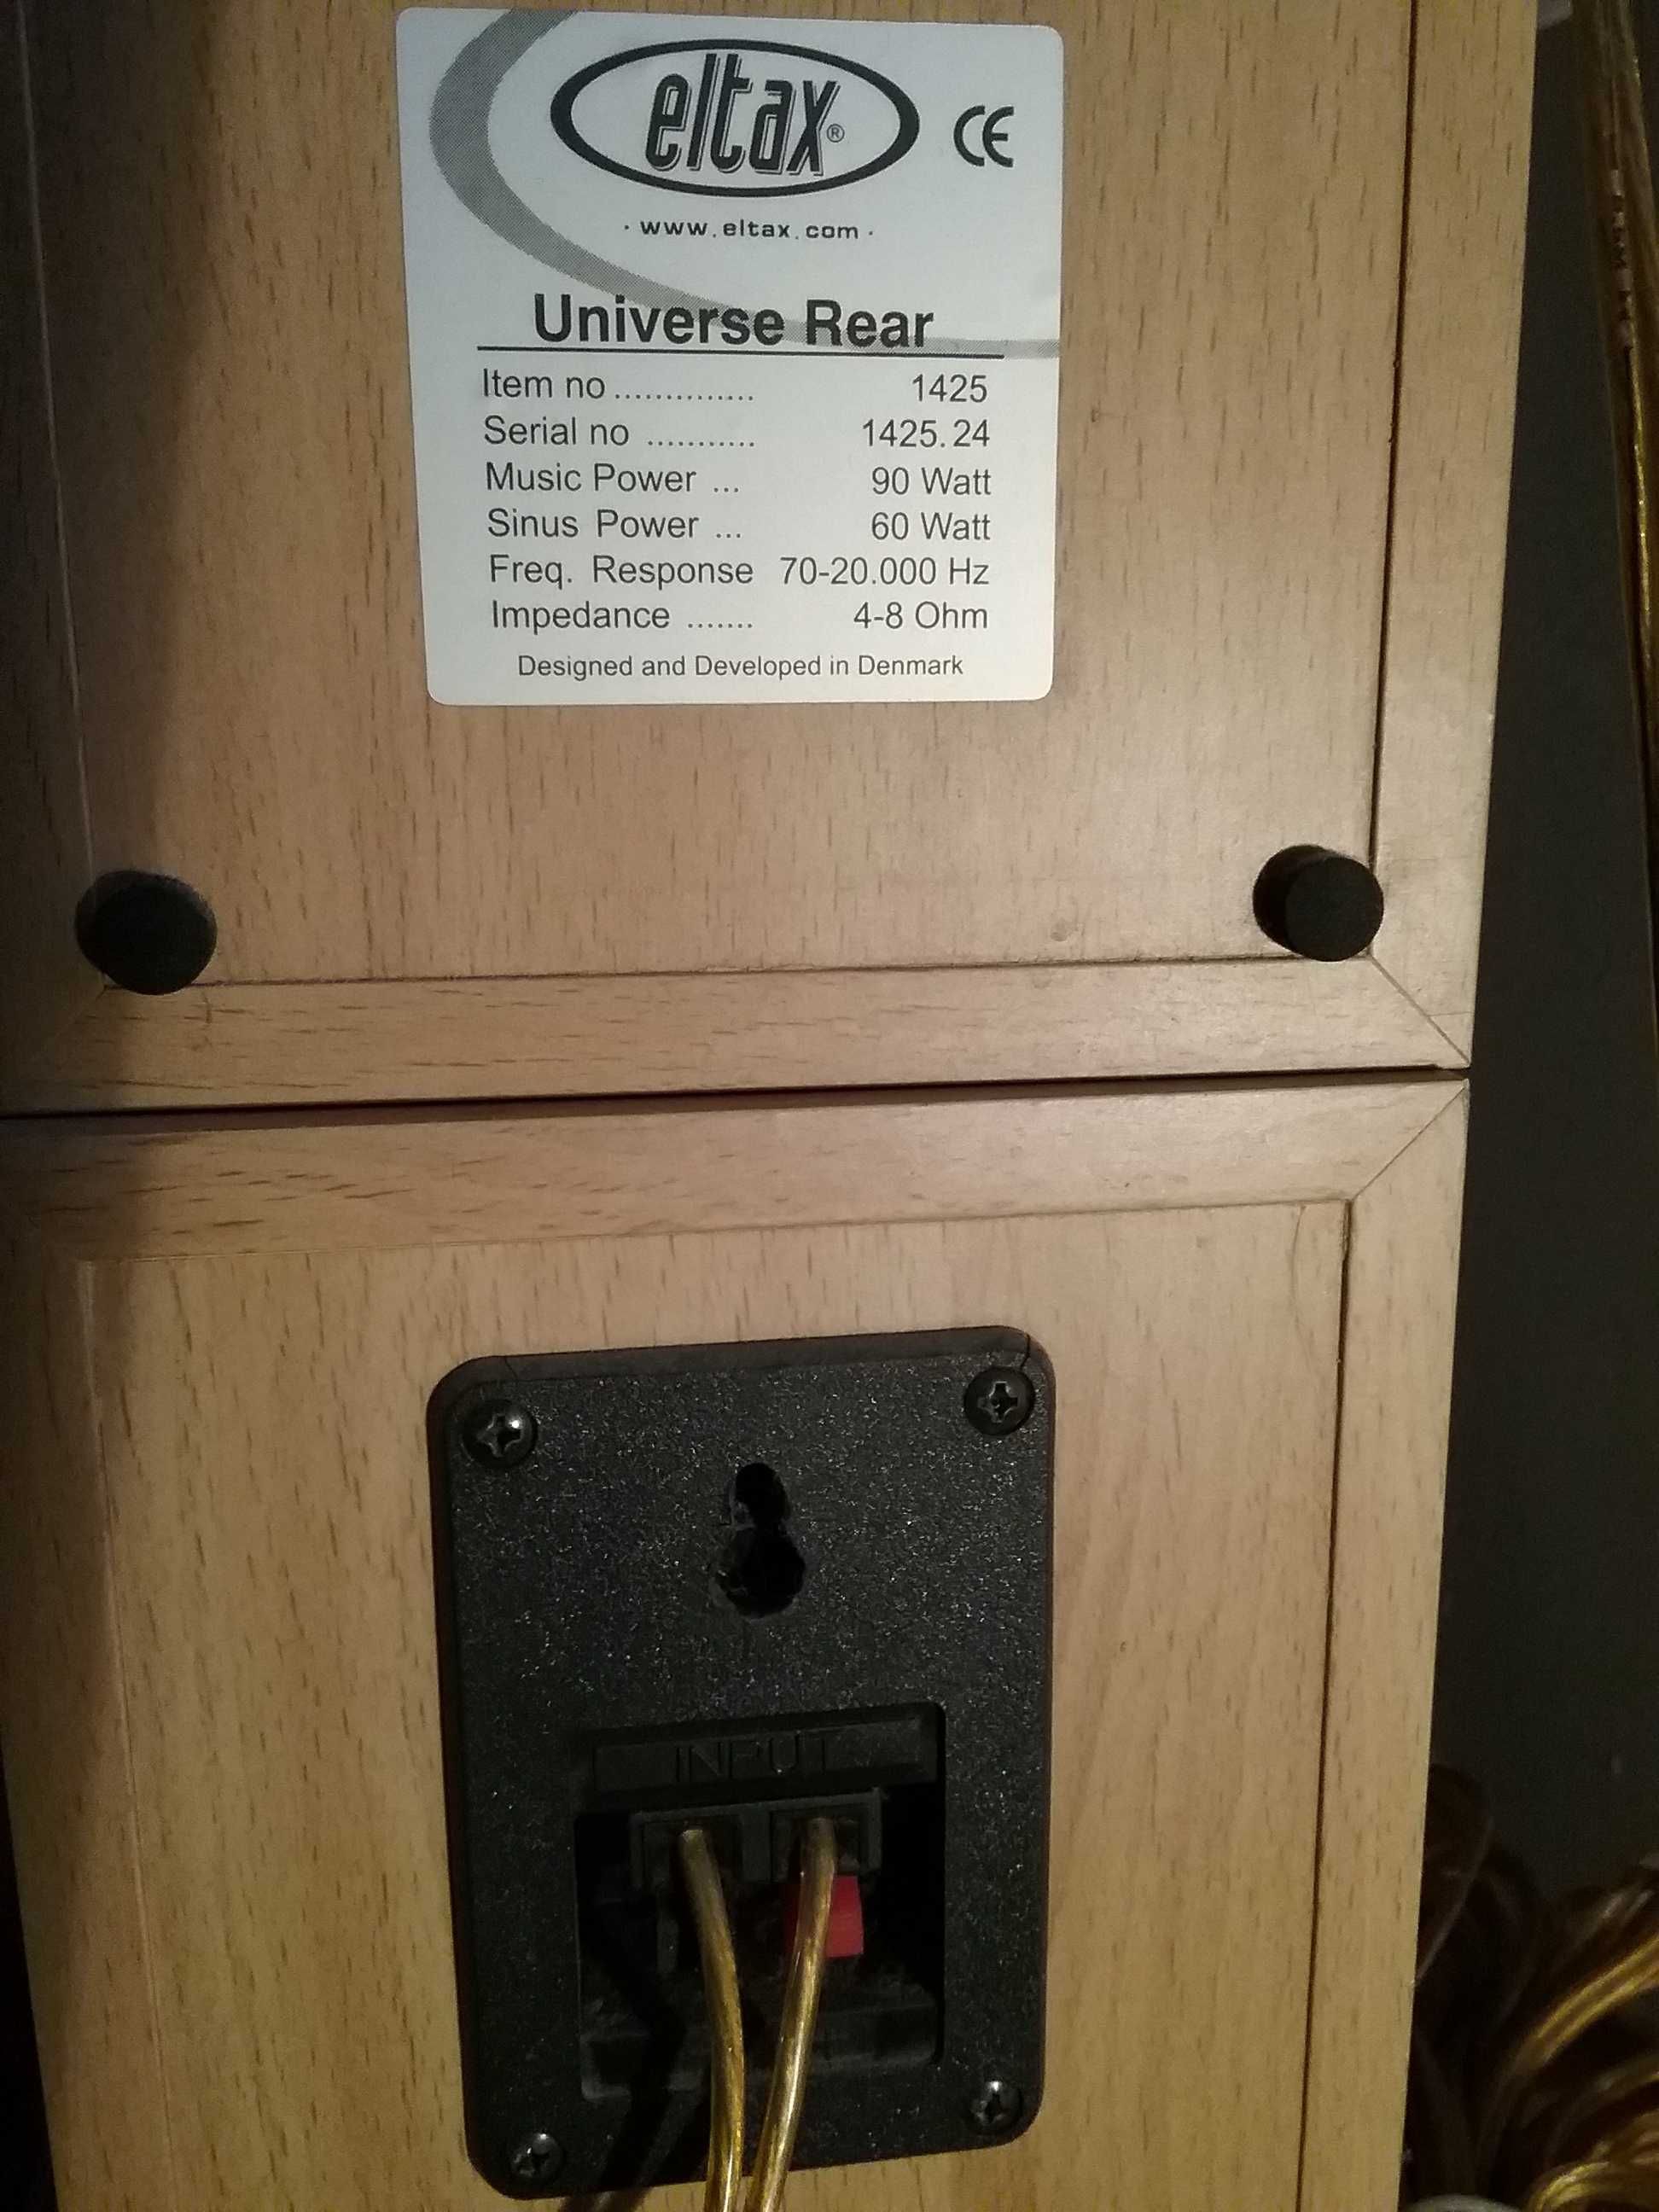 eltax®
CE
· www.eltax.com ·
Universe Rear
Item no .............. 1425
Serial no ........... 1425.24
Music Power ... 90 Watt
Sinus Power ... 60 Watt
Freq. Response 70-20.000 Hz
Impedance ....... 4-8 Ohm
Designed and Developed in Denmark
INPUT